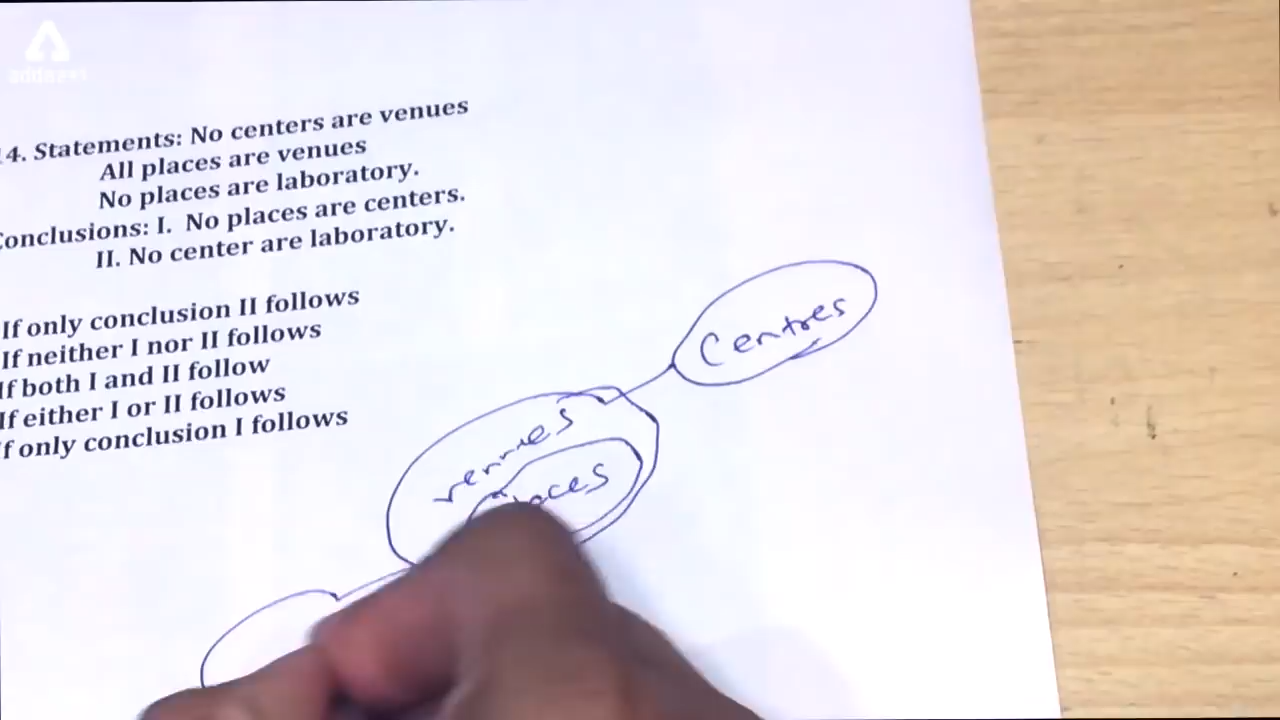 4. Statements: No centers are venues
All places are venues
No places are laboratory.
Conclusions: I. No places are centers.
II. No center are laboratory.
If only conclusion II follows
If neither I nor II follows
If both I and II follow
If either I or II follows
If only conclusion I follows
Centres
venues